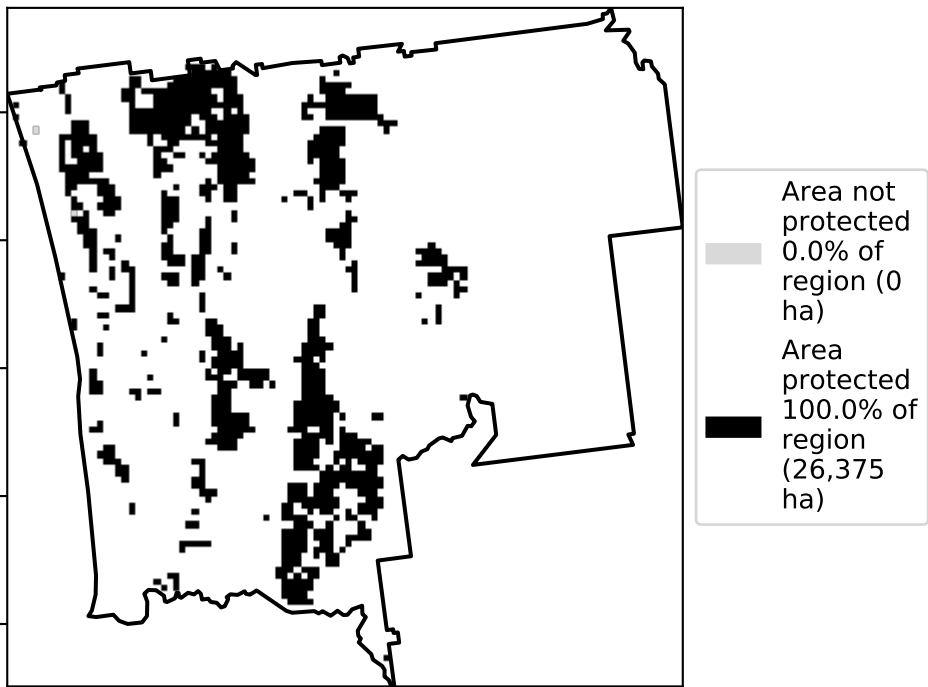 Area not
protected
0.0% of
region (0
ha)
Area
protected
100.0% of
region
(26,375
ha)